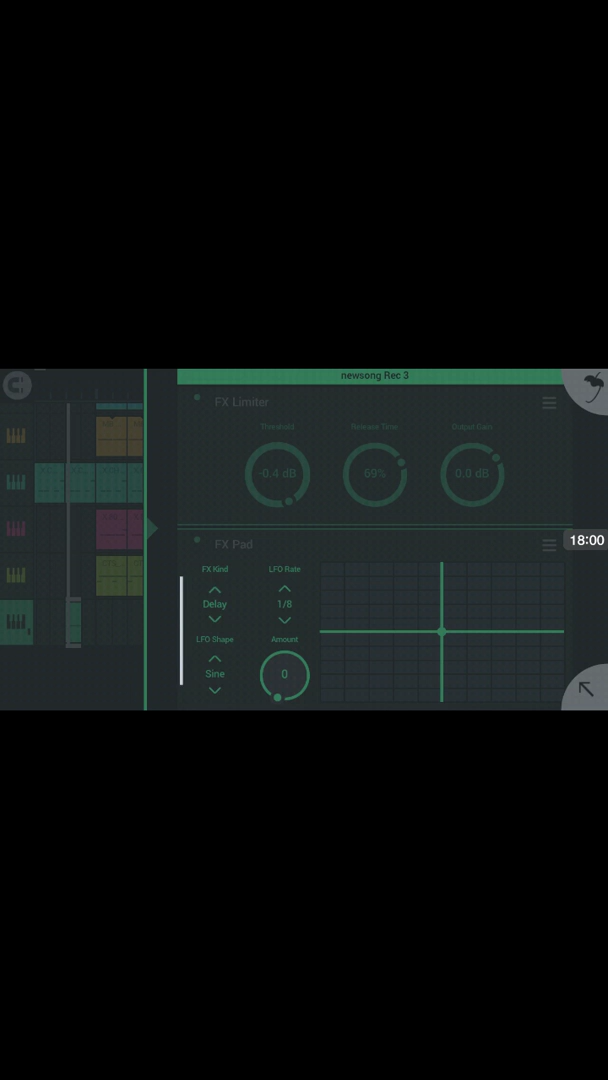 newsong Rec 3
FX Limiter
Threshold
Release Time
Output Gain
-0.4 dB
69%
0.0 dB
18:00
FX Pad
FX Kind
LFO Rate
Delay
1/8
LFO Shape
Amount
Sine
0